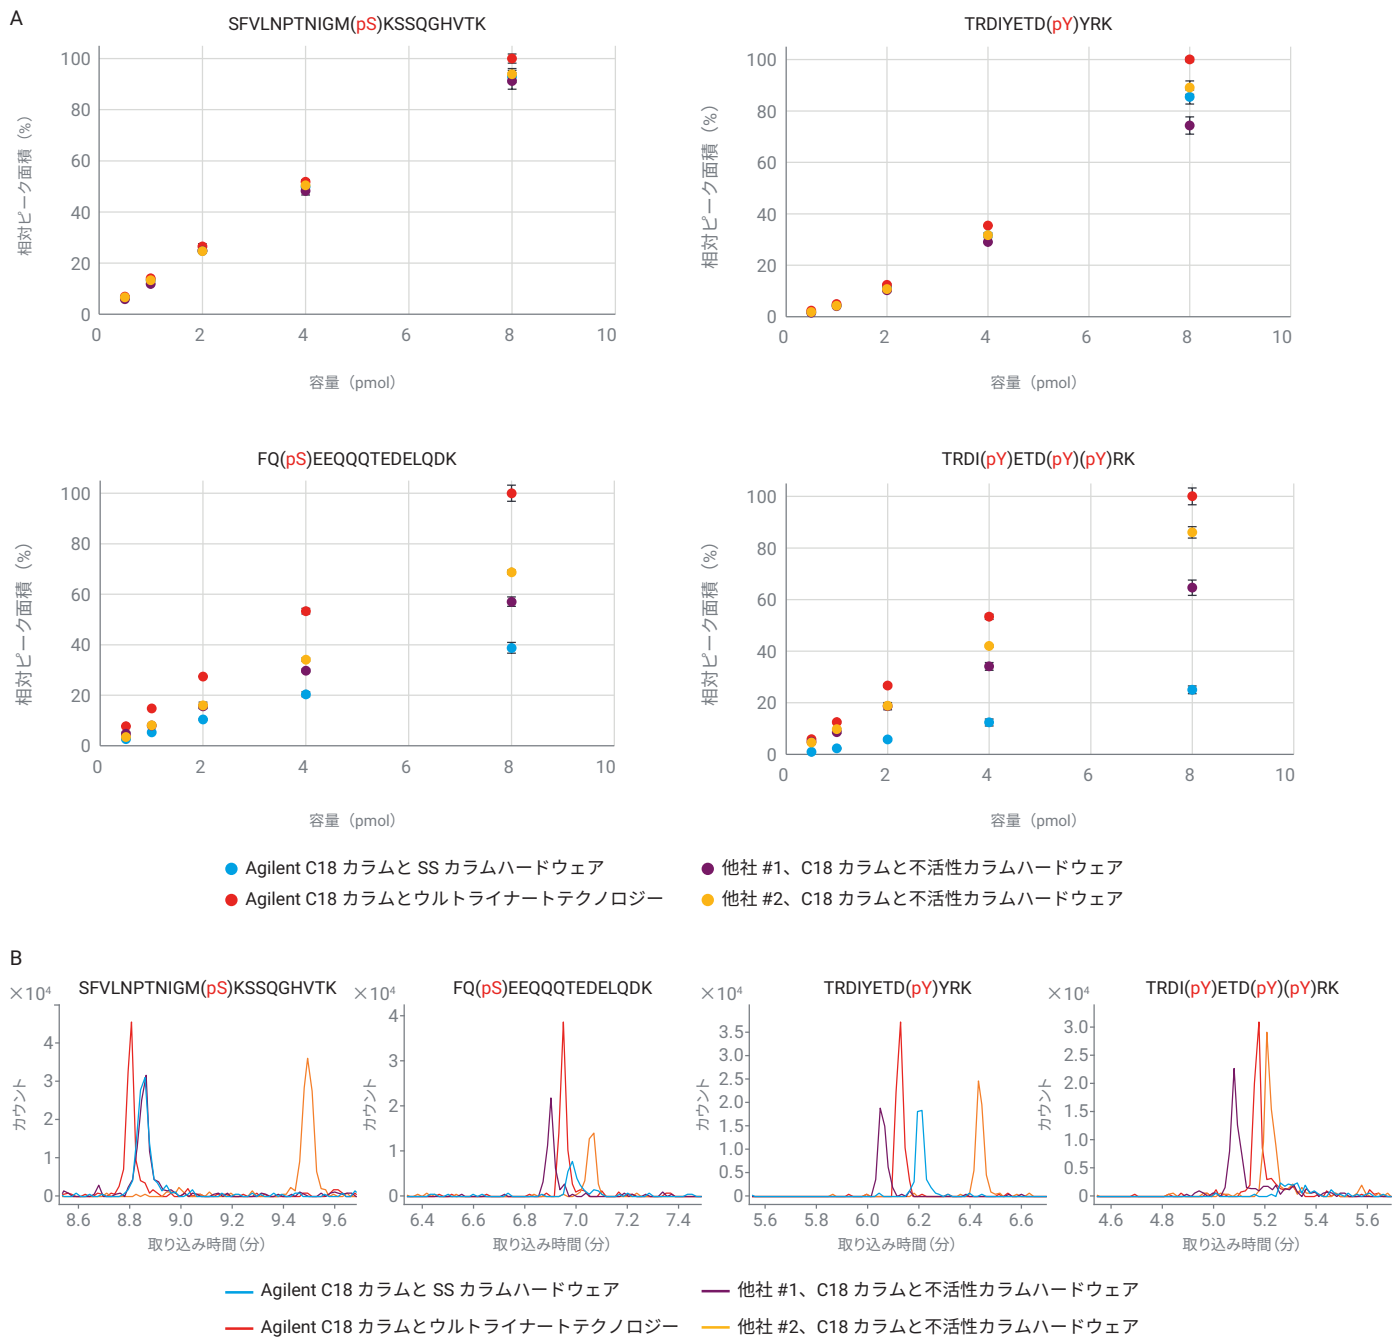 A
SFVLNPTNIGM(pS)KSSQGHVTK
相対ピーク面積（%）
100
80
60
40
20
0
0 2 4 6 8 10
容量（pmol）
TRDIYETD(pY)YRK
相対ピーク面積（%）
100
80
60
40
20
0
0 2 4 6 8 10
容量（pmol）
FQ(pS)EEQQQTEDELQDK
相対ピーク面積（%）
100
80
60
40
20
0
0 2 4 6 8 10
容量（pmol）
TRDI(pY)ETD(pY)(pY)RK
相対ピーク面積（%）
100
80
60
40
20
0
0 2 4 6 8 10
容量（pmol）
Agilent C18 カラムと SS カラムハードウェア
Agilent C18 カラムとウルトライナートテクノロジー
他社 #1、C18 カラムと不活性カラムハードウェア
他社 #2、C18 カラムと不活性カラムハードウェア
B
SFVLNPTNIGM(pS)KSSQGHVTK
×10⁴
カウント
4
3
2
1
0
8.6 8.8 9.0 9.2 9.4 9.6
取り込み時間（分）
FQ(pS)EEQQQTEDELQDK
×10⁴
カウント
4
3
2
1
0
6.4 6.6 6.8 7.0 7.2 7.4
取り込み時間（分）
TRDIYETD(pY)YRK
×10⁴
カウント
3.5
3.0
2.5
2.0
1.5
1.0
0.5
0
5.6 5.8 6.0 6.2 6.4 6.6
取り込み時間（分）
TRDI(pY)ETD(pY)(pY)RK
×10⁴
カウント
3.0
2.5
2.0
1.5
1.0
0.5
0
4.6 4.8 5.0 5.2 5.4 5.6
取り込み時間（分）
Agilent C18 カラムと SS カラムハードウェア
Agilent C18 カラムとウルトライナートテクノロジー
他社 #1、C18 カラムと不活性カラムハードウェア
他社 #2、C18 カラムと不活性カラムハードウェア